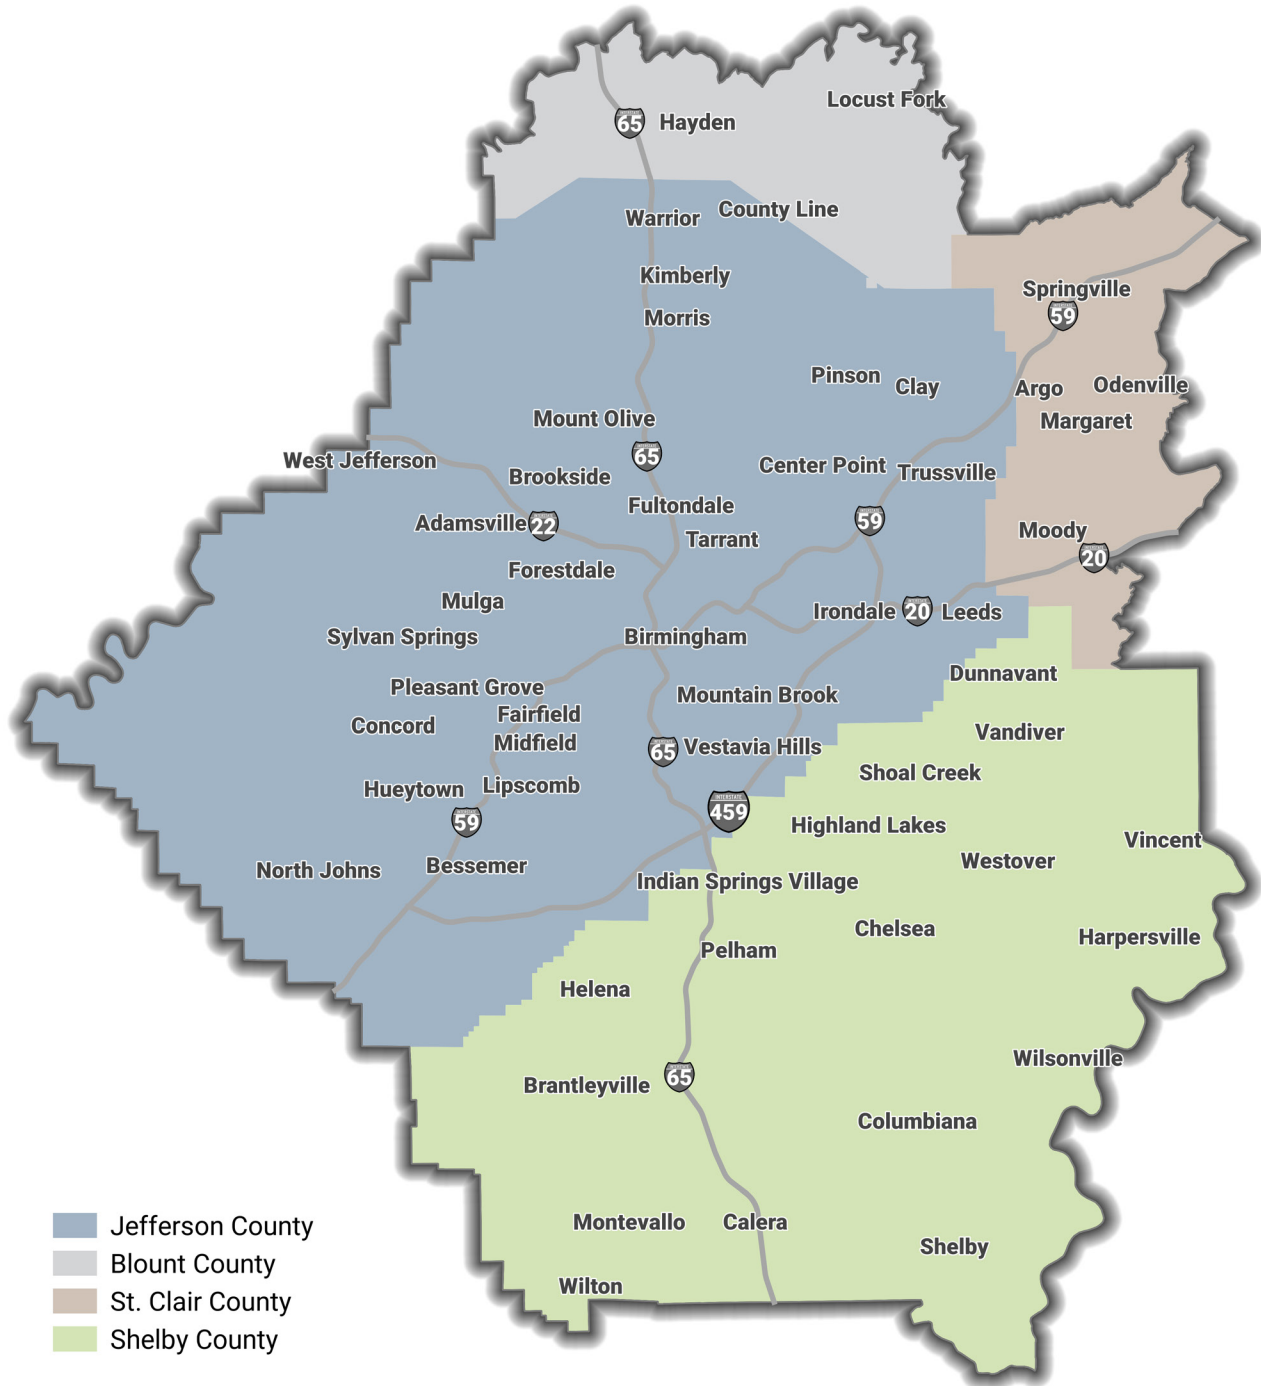 Locust Fork
65
Hayden
County Line
Warrior
Kimberly
Springville
59
Morris
Pinson
Clay
Argo
Odenville
Margaret
Mount Olive
65
West Jefferson
Center Point
Trussville
Brookside
Fultondale
Adamsville
22
59
Moody
20
Tarrant
Forestdale
Mulga
Irondale
20
Leeds
Sylvan Springs
Birmingham
Dunnavant
Pleasant Grove
Mountain Brook
Fairfield
Concord
Vandiver
Midfield
65
Vestavia Hills
Shoal Creek
Hueytown
Lipscomb
INTERSTATE
459
59
Highland Lakes
Vincent
Westover
Bessemer
North Johns
Indian Springs Village
Chelsea
Harpersville
Pelham
Helena
Wilsonville
Brantleyville
65
Columbiana
Montevallo
Calera
Shelby
Wilton
Jefferson County
Blount County
St. Clair County
Shelby County